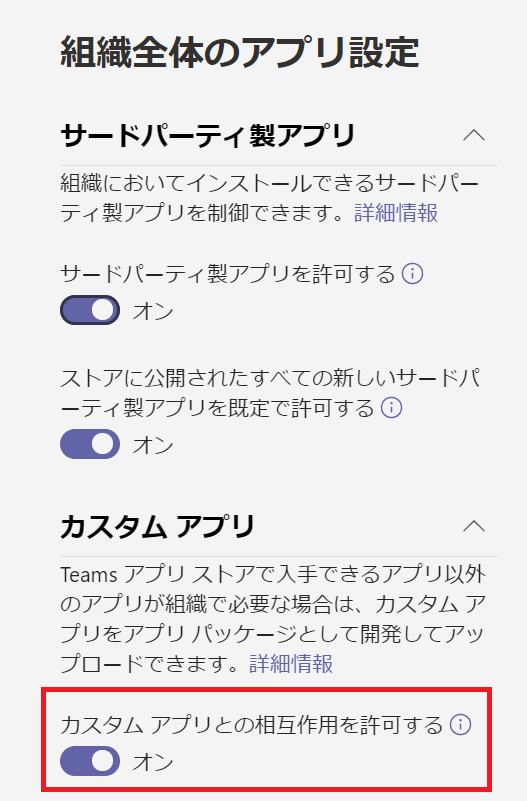 組織全体のアプリ設定
サードパーティ製アプリ
組織においてインストールできるサードパー
ティ製アプリを制御できます。詳細情報
サードパーティ製アプリを許可する
オン
ストアに公開されたすべての新しいサードパ
ーティ製アプリを既定で許可する
オン
カスタム アプリ
Teams アプリ ストアで入手できるアプリ以外
のアプリが組織で必要な場合は、カスタム ア
プリをアプリ パッケージとして開発してアッ
プロードできます。詳細情報
カスタム アプリとの相互作用を許可する
オン